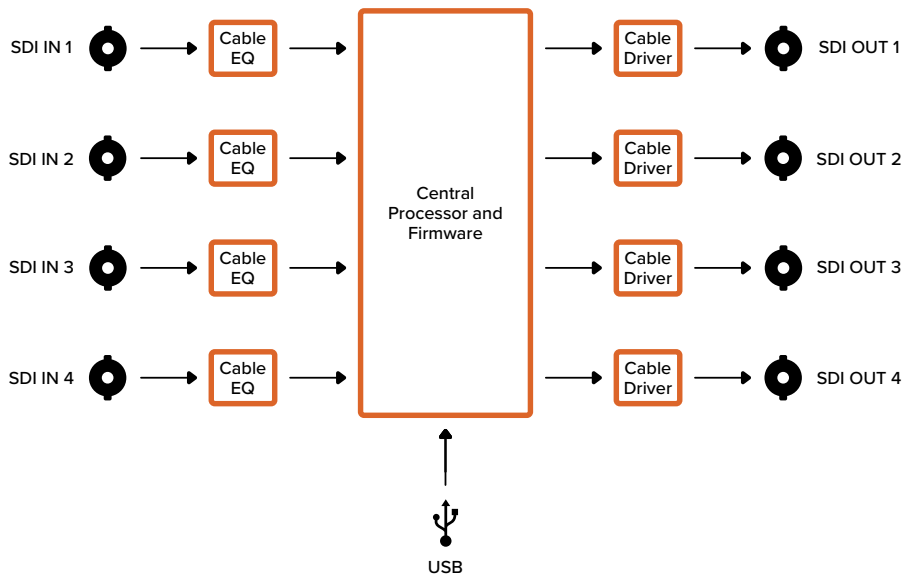 SDI IN 1
Cable
EQ
Cable
Driver
SDI OUT 1
SDI IN 2
Cable
EQ
Central
Processor and
Firmware
Cable
Driver
SDI OUT 2
SDI IN 3
Cable
EQ
Cable
Driver
SDI OUT 3
SDI IN 4
Cable
EQ
Cable
Driver
SDI OUT 4
USB